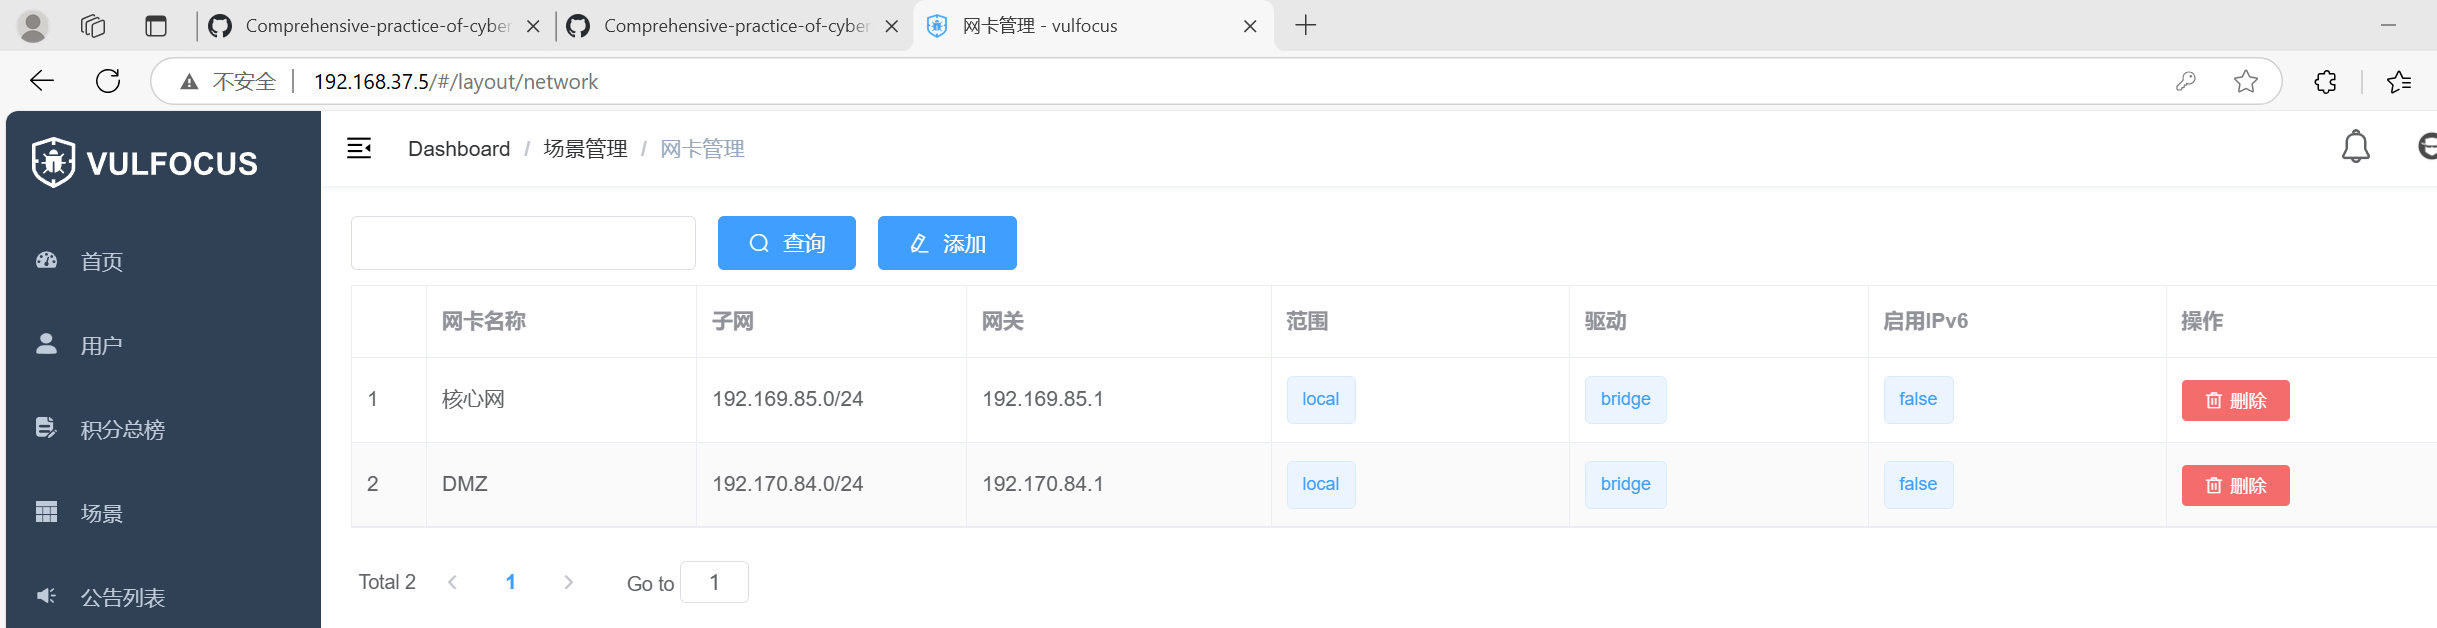 Comprehensive-practice-of-cyber
Comprehensive-practice-of-cyber
网卡管理 - vulfocus
不安全 192.168.37.5/#/layout/network
VULFOCUS
Dashboard / 场景管理 / 网卡管理
首页
用户
积分总榜
场景
公告列表
查询 添加
网卡名称 子网 网关 范围 驱动 启用IPv6 操作
1 核心网 192.169.85.0/24 192.169.85.1 local bridge false 删除
2 DMZ 192.170.84.0/24 192.170.84.1 local bridge false 删除
Total 2 1 Go to 1